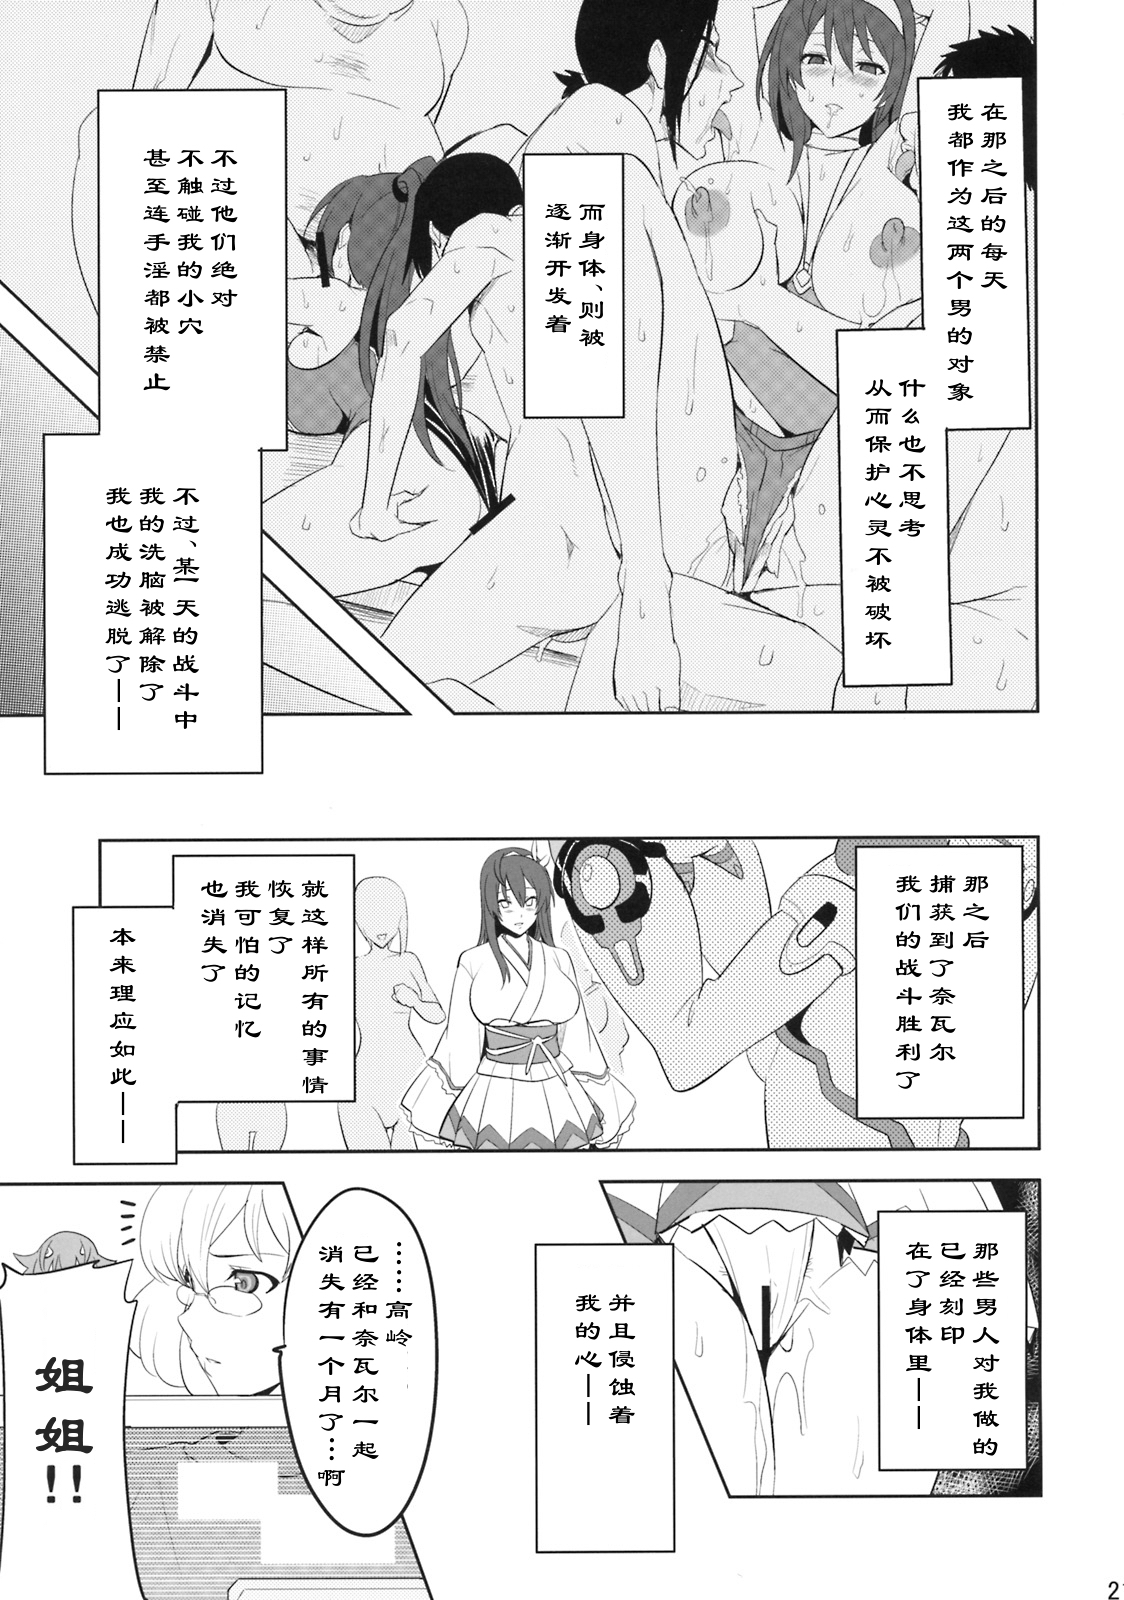 在那之后的每天
我都作为这两个男的对象
什么也不思考
从而保护心灵不被破坏
而身体、则被
逐渐开发着
不过他们绝对
不触碰我的小穴
甚至连手淫都被禁止
不过、某一天的战斗中
我的洗脑被解除了
我也成功逃脱了——
那之后
捕获到了奈瓦尔
我们的战斗胜利了
就这样所有的事情
恢复了
我可怕的记忆
也消失了
本来理应如此——
那些男人对我做的
已经刻印
在了身体里——
并且侵蚀着
我的心——
……高岭
已经和奈瓦尔一起
消失有一个月了…啊
姐姐!!